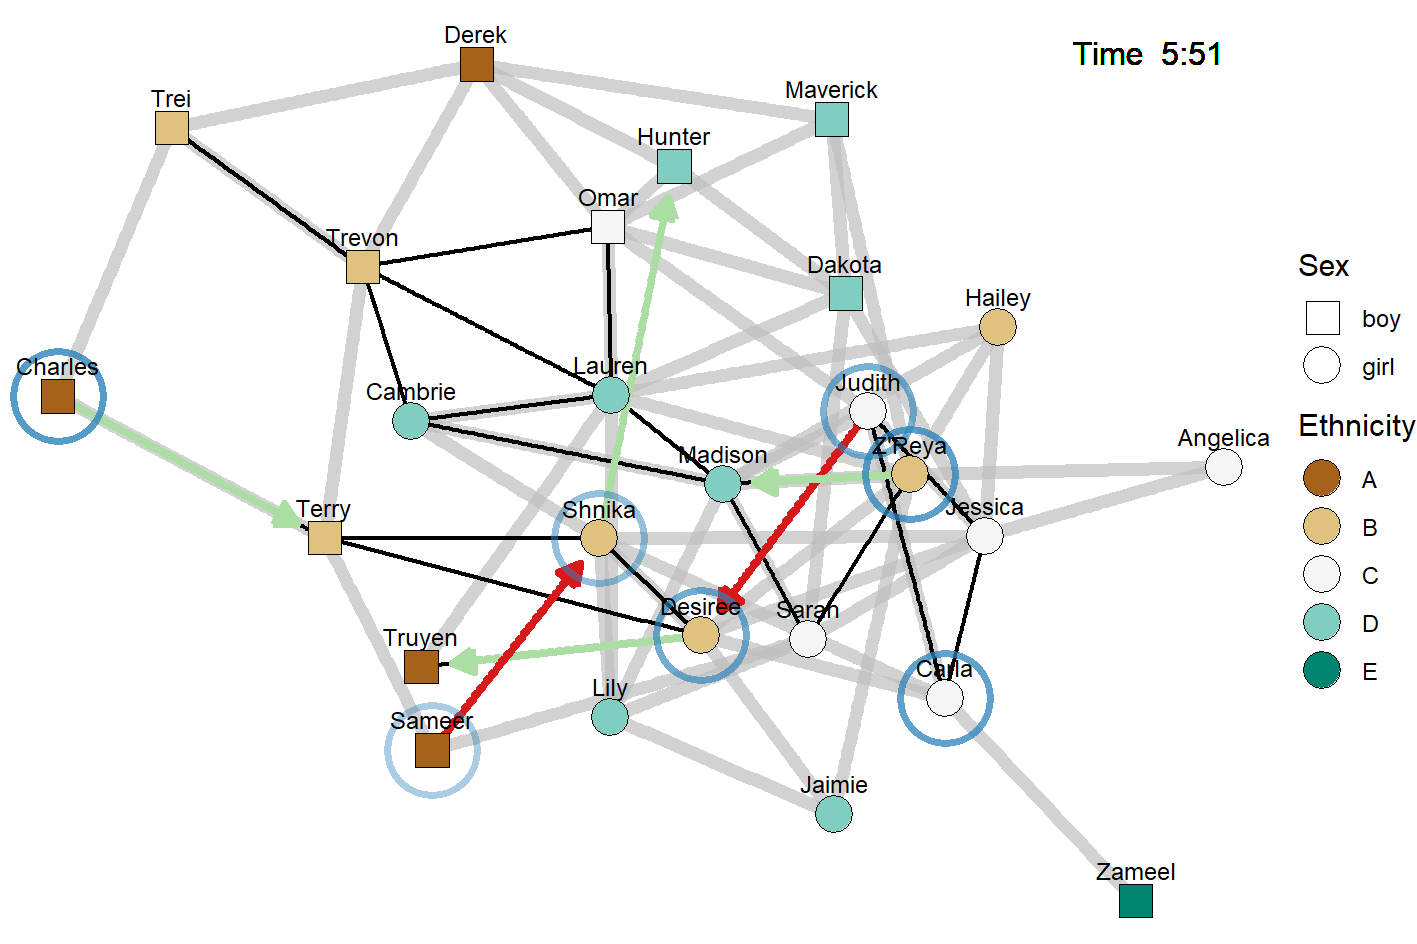 Derek
Time 5:51
Trei
Maverick
Hunter
Omar
Trevon
Dakota
Hailey
Sex
boy
girl
Charles
Cambrie
Lauren
Judith
Ethnicity
Z'Reya
Angelica
Madison
A
Terry
Shnika
Jessica
B
C
Desiree
Sarah
D
Truyen
Carla
E
Lily
Sameer
Jaimie
Zameel